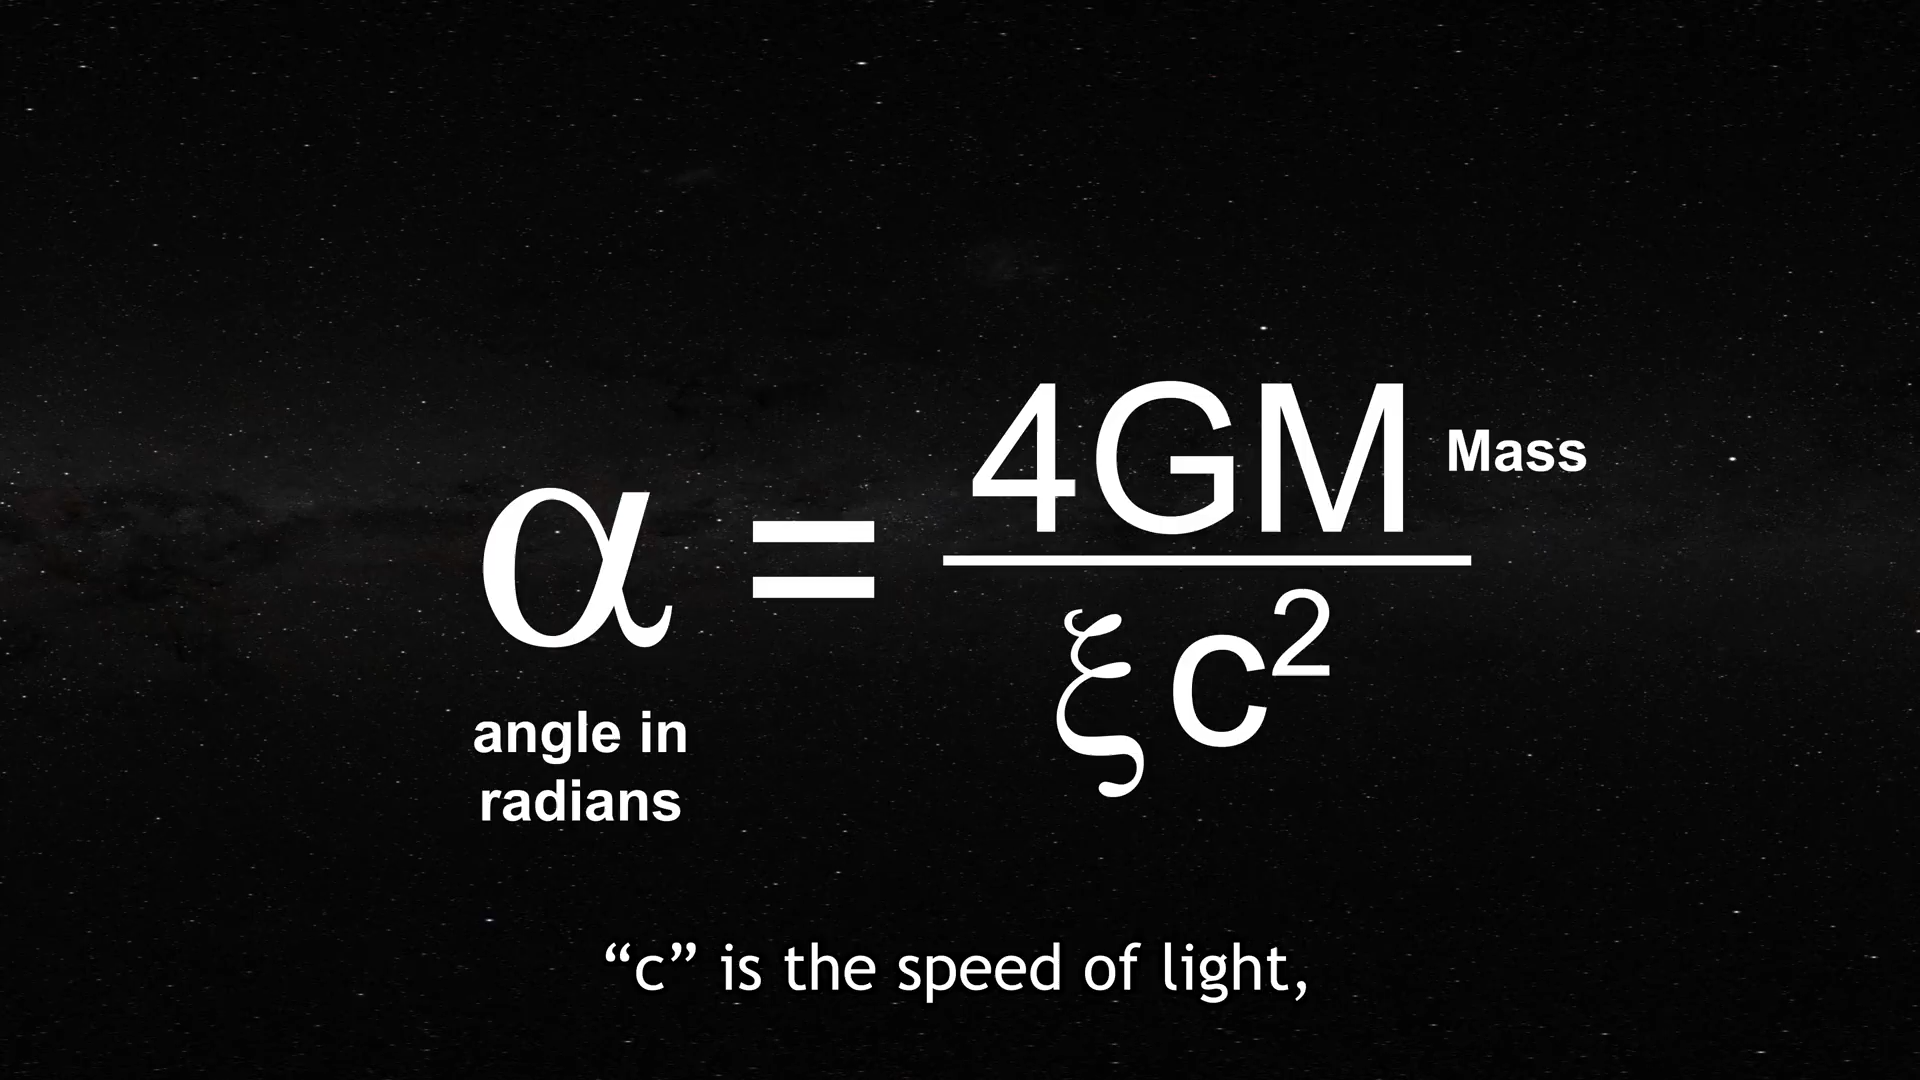 α = 4GM / ξc²
Mass
angle in
radians
“c” is the speed of light,